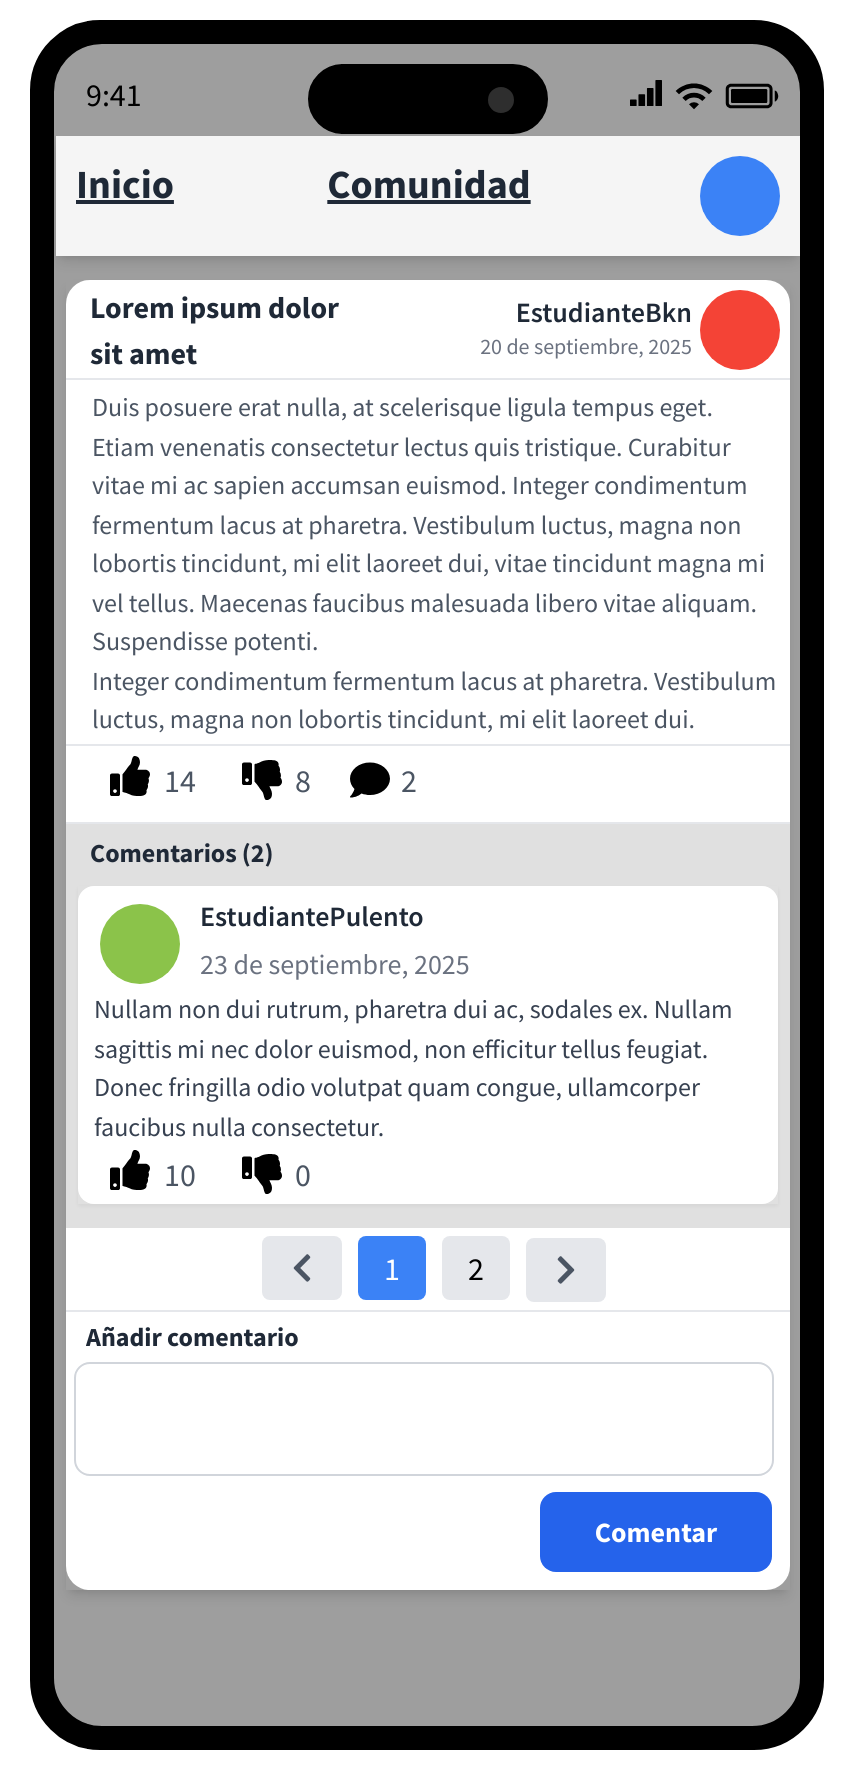 9:41
Inicio Comunidad
Lorem ipsum dolor
sit amet
EstudianteBkn
20 de septiembre, 2025
Duis posuere erat nulla, at scelerisque ligula tempus eget.
Etiam venenatis consectetur lectus quis tristique. Curabitur
vitae mi ac sapien accumsan euismod. Integer condimentum
fermentum lacus at pharetra. Vestibulum luctus, magna non
lobortis tincidunt, mi elit laoreet dui, vitae tincidunt magna mi
vel tellus. Maecenas faucibus malesuada libero vitae aliquam.
Suspendisse potenti.
Integer condimentum fermentum lacus at pharetra. Vestibulum
luctus, magna non lobortis tincidunt, mi elit laoreet dui.
14 8 2
Comentarios (2)
EstudiantePulento
23 de septiembre, 2025
Nullam non dui rutrum, pharetra dui ac, sodales ex. Nullam
sagittis mi nec dolor euismod, non efficitur tellus feugiat.
Donec fringilla odio volutpat quam congue, ullamcorper
faucibus nulla consectetur.
10 0
1 2
Añadir comentario
Comentar